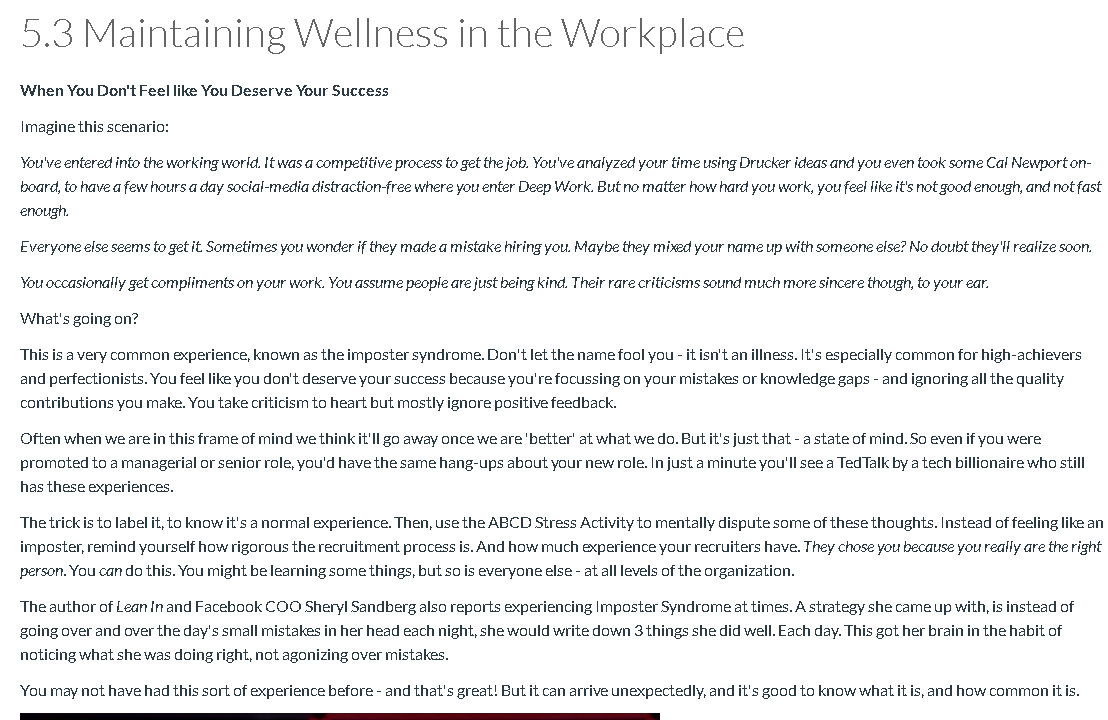 5.3 Maintaining Wellness in the Workplace
When You Don't Feel like You Deserve Your Success
Imagine this scenario:
You've entered into the working world. It was a competitive process to get the job. You've analyzed your time using Drucker ideas and you even took some Cal Newport on-
board, to have a few hours a day social-media distraction-free where you enter Deep Work. But no matter how hard you work, you feel like it's not good enough, and not fast
enough.
Everyone else seems to get it. Sometimes you wonder if they made a mistake hiring you. Maybe they mixed your name up with someone else? No doubt they'll realize soon.
You occasionally get compliments on your work. You assume people are just being kind. Their rare criticisms sound much more sincere though, to your ear.
What's going on?
This is a very common experience, known as the imposter syndrome. Don't let the name fool you - it isn't an illness. It's especially common for high-achievers
and perfectionists. You feel like you don't deserve your success because you're focussing on your mistakes or knowledge gaps - and ignoring all the quality
contributions you make. You take criticism to heart but mostly ignore positive feedback.
Often when we are in this frame of mind we think it'll go away once we are 'better' at what we do. But it's just that - a state of mind. So even if you were
promoted to a managerial or senior role, you'd have the same hang-ups about your new role. In just a minute you'll see a TedTalk by a tech billionaire who still
has these experiences.
The trick is to label it, to know it's a normal experience. Then, use the ABCD Stress Activity to mentally dispute some of these thoughts. Instead of feeling like an
imposter, remind yourself how rigorous the recruitment process is. And how much experience your recruiters have. They chose you because you really are the right
person. You can do this. You might be learning some things, but so is everyone else - at all levels of the organization.
The author of Lean In and Facebook COO Sheryl Sandberg also reports experiencing Imposter Syndrome at times. A strategy she came up with, is instead of
going over and over the day's small mistakes in her head each night, she would write down 3 things she did well. Each day. This got her brain in the habit of
noticing what she was doing right, not agonizing over mistakes.
You may not have had this sort of experience before - and that's great! But it can arrive unexpectedly, and it's good to know what it is, and how common it is.